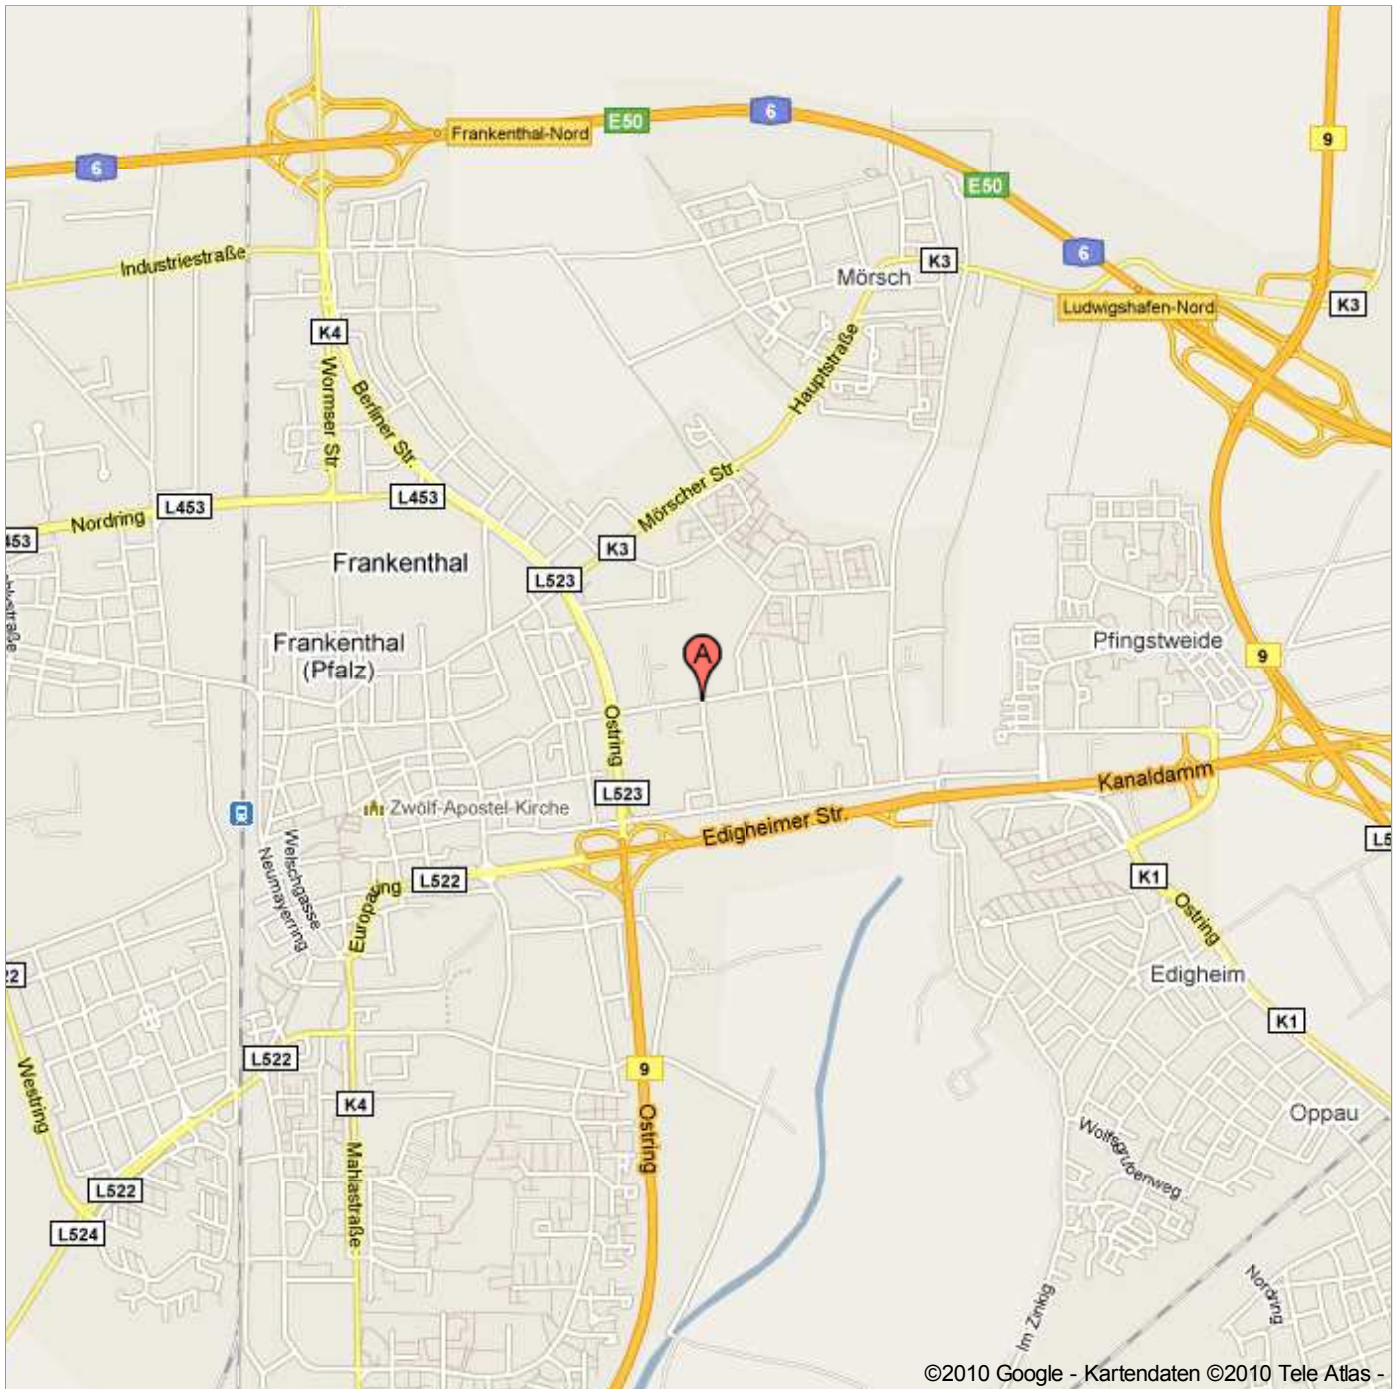 E50
6
Frankenthal-Nord
9
6
E50
Industriestraße
6
K3
Mörsch
Ludwigshafen-Nord
K3
K4
Hauptstraße
Wormser Str.
Berliner Str.
Mörscher Str.
L453
L453
Nordring
453
K3
Frankenthal
L523
Frankenthal
(Pfalz)
A
Pfingstweide
9
Ostring
L523
Kanaldamm
Zwölf-Apostel-Kirche
Edigheimer Str.
Welschgasse
Neumayerring
L522
K1
Ostring
22
Edigheim
K1
L522
9
Westring
K4
Ostring
Oppau
Wolfsgrubenweg
Mahlastraße
L522
L524
Nordring
Im Zinkig
©2010 Google - Kartendaten ©2010 Tele Atlas -